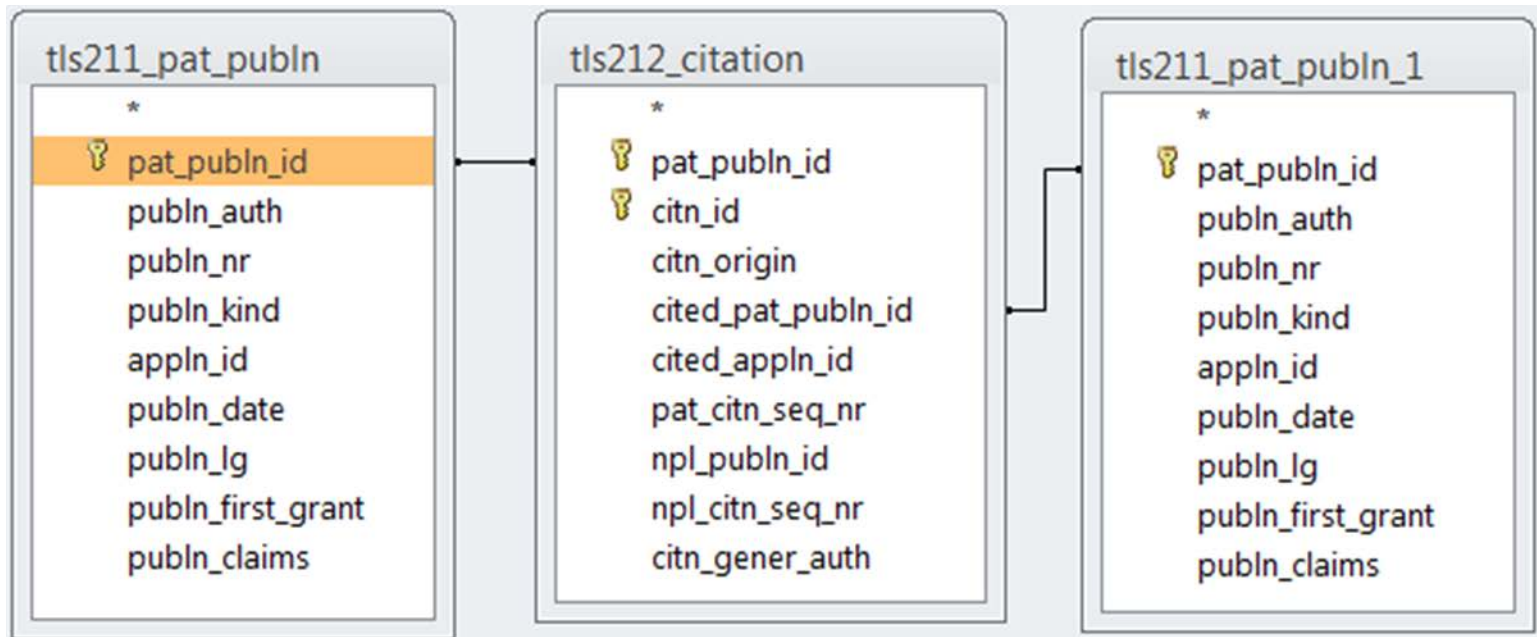 tls211_pat_publn
*
pat_publn_id
publn_auth
publn_nr
publn_kind
appln_id
publn_date
publn_lg
publn_first_grant
publn_claims
tls212_citation
*
pat_publn_id
citn_id
citn_origin
cited_pat_publn_id
cited_appln_id
pat_citn_seq_nr
npl_publn_id
npl_citn_seq_nr
citn_gener_auth
tls211_pat_publn_1
*
pat_publn_id
publn_auth
publn_nr
publn_kind
appln_id
publn_date
publn_lg
publn_first_grant
publn_claims